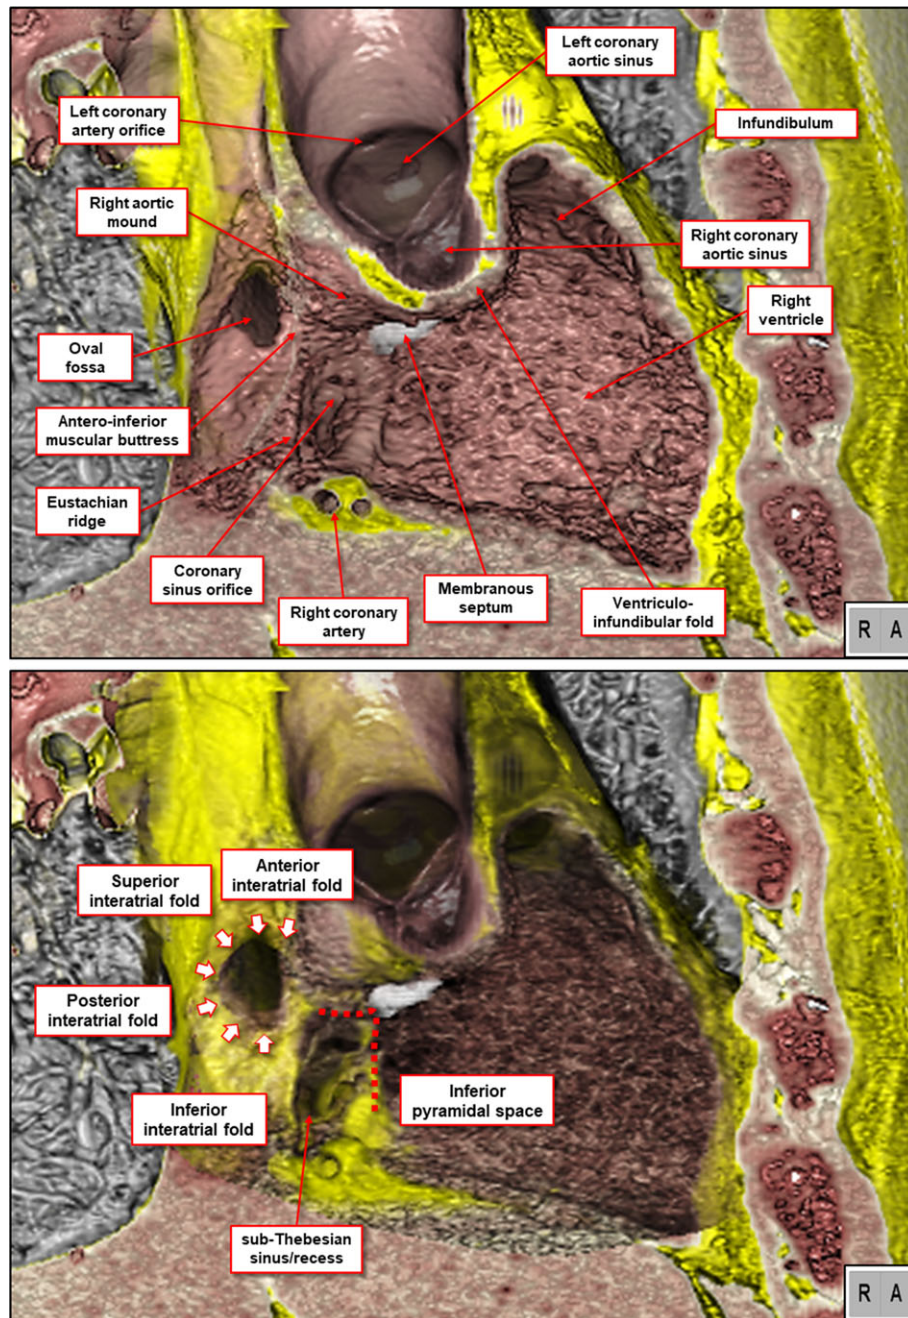 Left coronary
aortic sinus
Left coronary
artery orifice
Infundibulum
Right aortic
mound
Right coronary
aortic sinus
Right
ventricle
Oval
fossa
Antero-inferior
muscular buttress
Eustachian
ridge
Coronary
sinus orifice
Right coronary
artery
Membranous
septum
Ventriculo-
infundibular fold
R A
Anterior
interatrial fold
Superior
interatrial fold
Posterior
interatrial fold
Inferior
interatrial fold
Inferior
pyramidal space
sub-Thebesian
sinus/recess
R A